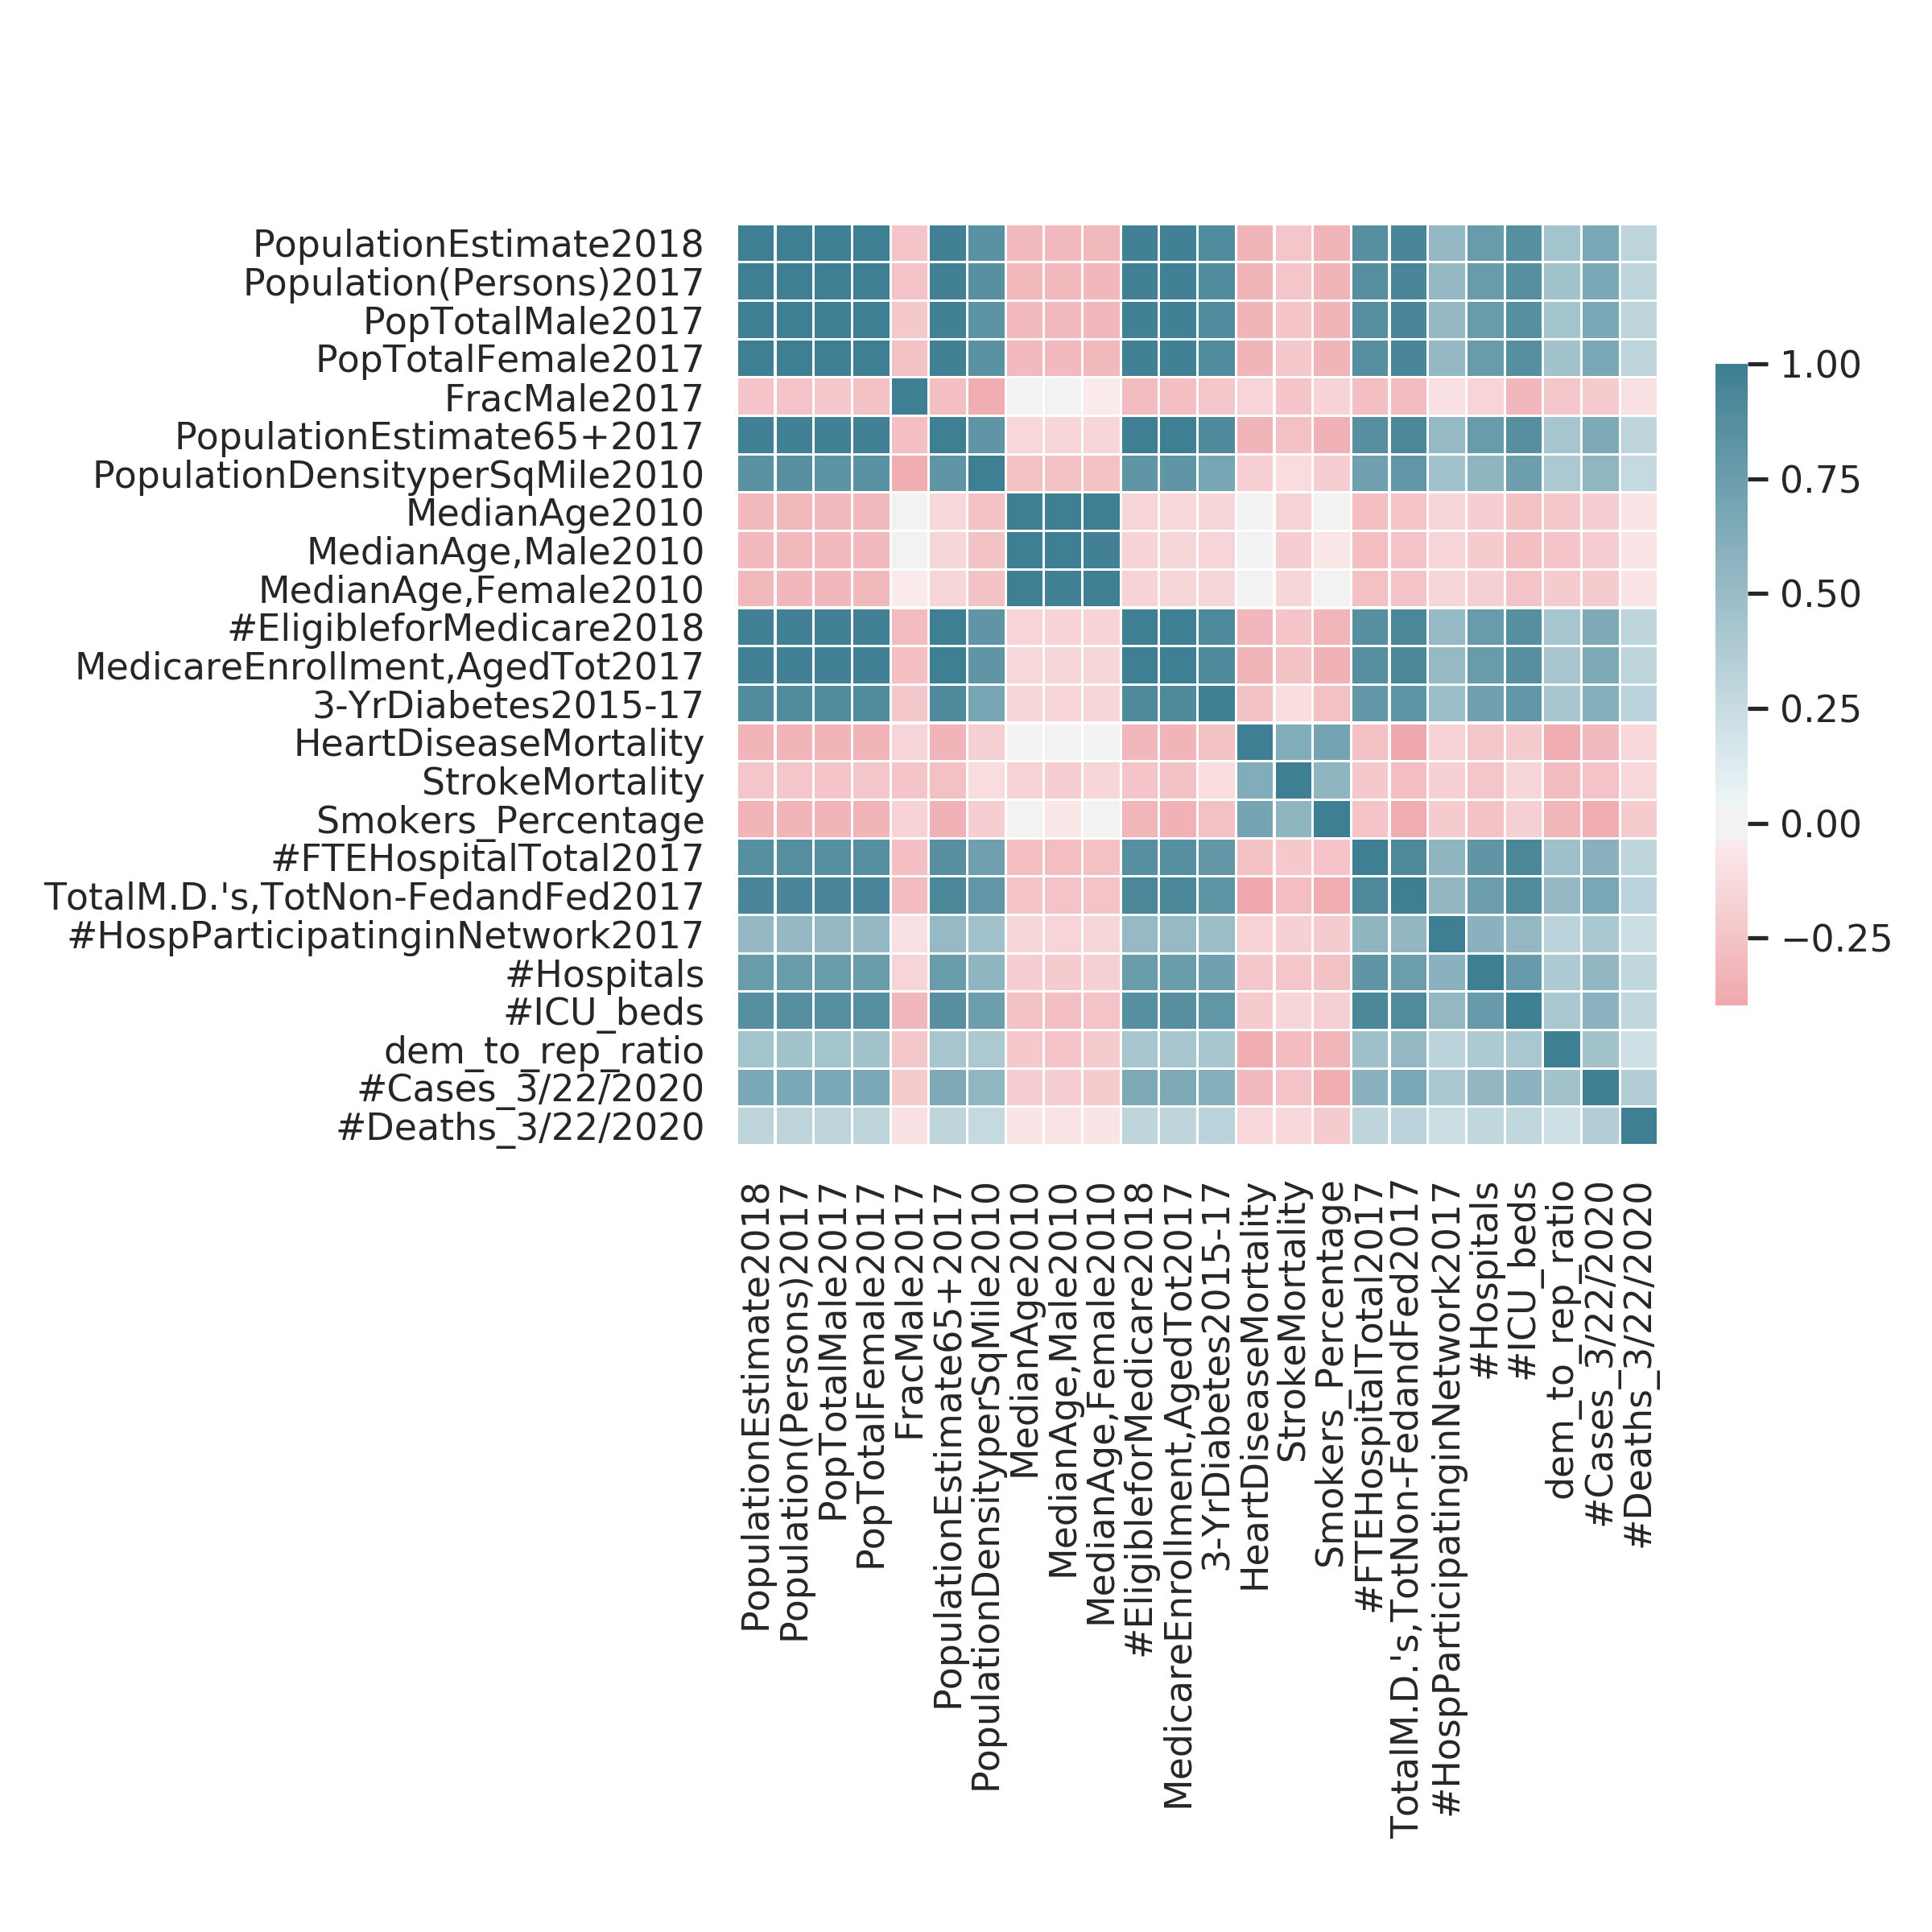 PopulationEstimate2018
Population(Persons)2017
PopTotalMale2017
PopTotalFemale2017
FracMale2017
PopulationEstimate65+2017
PopulationDensityperSqMile2010
MedianAge2010
MedianAge,Male2010
MedianAge,Female2010
#EligibleforMedicare2018
MedicareEnrollment,AgedTot2017
3-YrDiabetes2015-17
HeartDiseaseMortality
StrokeMortality
Smokers_Percentage
#FTEHospitalTotal2017
TotalM.D.'s,TotNon-FedandFed2017
#HospParticipatinginNetwork2017
#Hospitals
#ICU_beds
dem_to_rep_ratio
#Cases_3/22/2020
#Deaths_3/22/2020
1.00
0.75
0.50
0.25
0.00
−0.25
PopulationEstimate2018
Population(Persons)2017
PopTotalMale2017
PopTotalFemale2017
FracMale2017
PopulationEstimate65+2017
PopulationDensityperSqMile2010
MedianAge2010
MedianAge,Male2010
MedianAge,Female2010
#EligibleforMedicare2018
MedicareEnrollment,AgedTot2017
3-YrDiabetes2015-17
HeartDiseaseMortality
StrokeMortality
Smokers_Percentage
#FTEHospitalTotal2017
TotalM.D.'s,TotNon-FedandFed2017
#HospParticipatinginNetwork2017
#Hospitals
#ICU_beds
dem_to_rep_ratio
#Cases_3/22/2020
#Deaths_3/22/2020